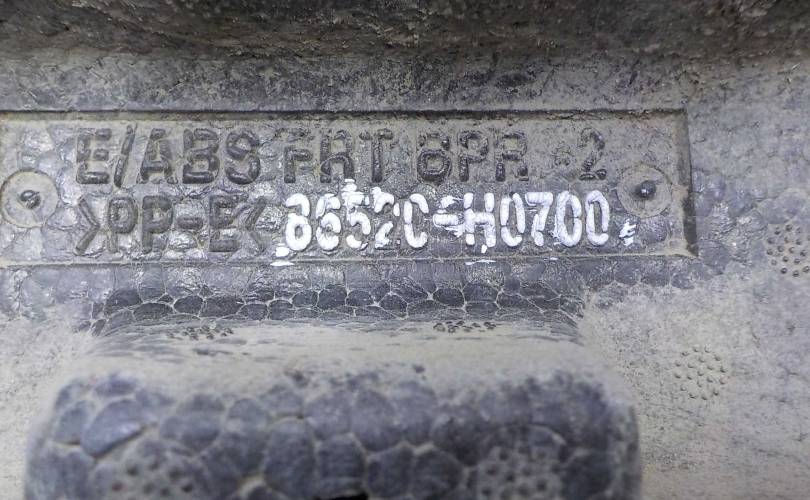 E/ABS FRT BPR -2
>PP-E< 86520-H0700